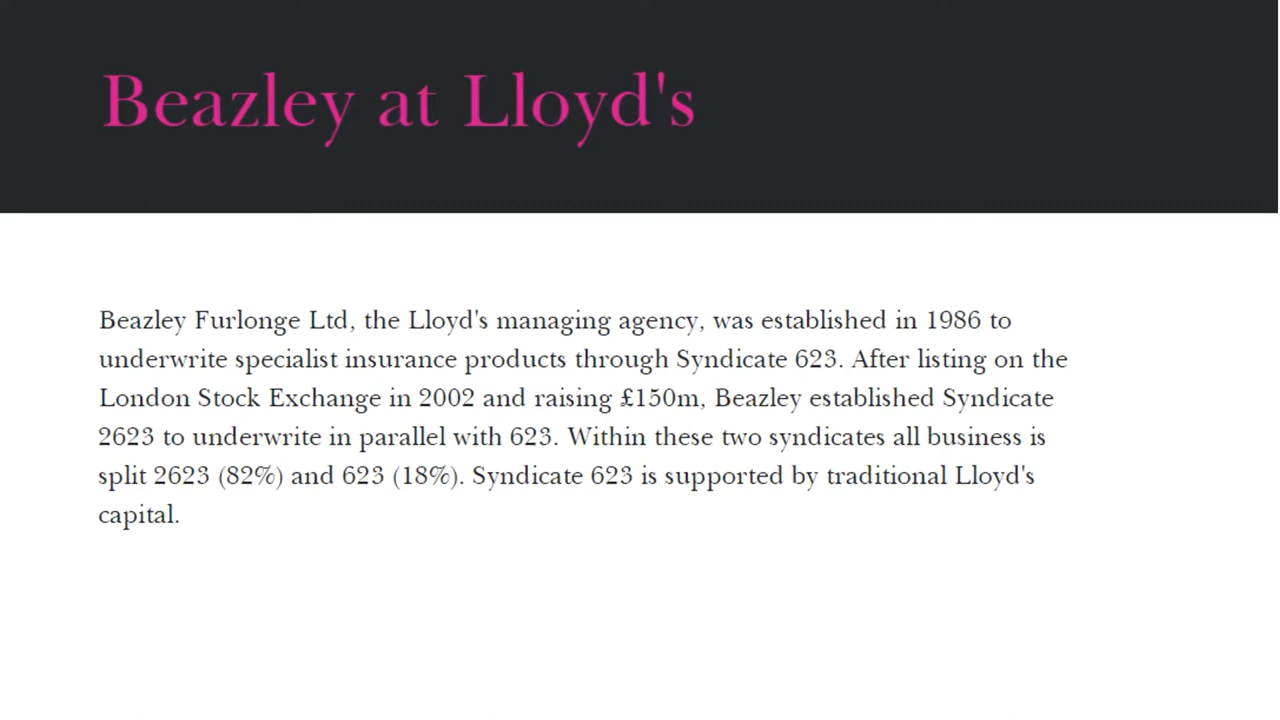 Beazley at Lloyd's
Beazley Furlonge Ltd, the Lloyd's managing agency, was established in 1986 to
underwrite specialist insurance products through Syndicate 623. After listing on the
London Stock Exchange in 2002 and raising £150m, Beazley established Syndicate
2623 to underwrite in parallel with 623. Within these two syndicates all business is
split 2623 (82%) and 623 (18%). Syndicate 623 is supported by traditional Lloyd's
capital.